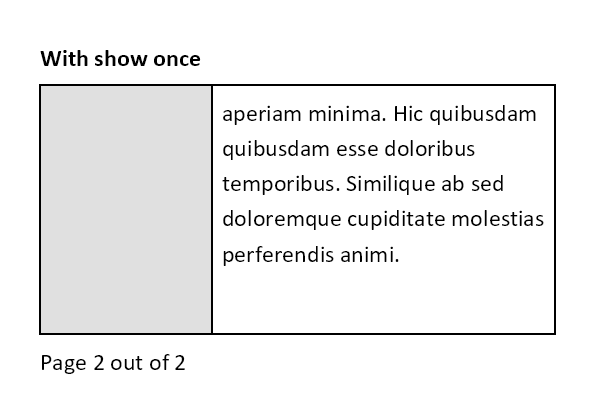 With show once
aperiam minima. Hic quibusdam
quibusdam esse doloribus
temporibus. Similique ab sed
doloremque cupiditate molestias
perferendis animi.
Page 2 out of 2